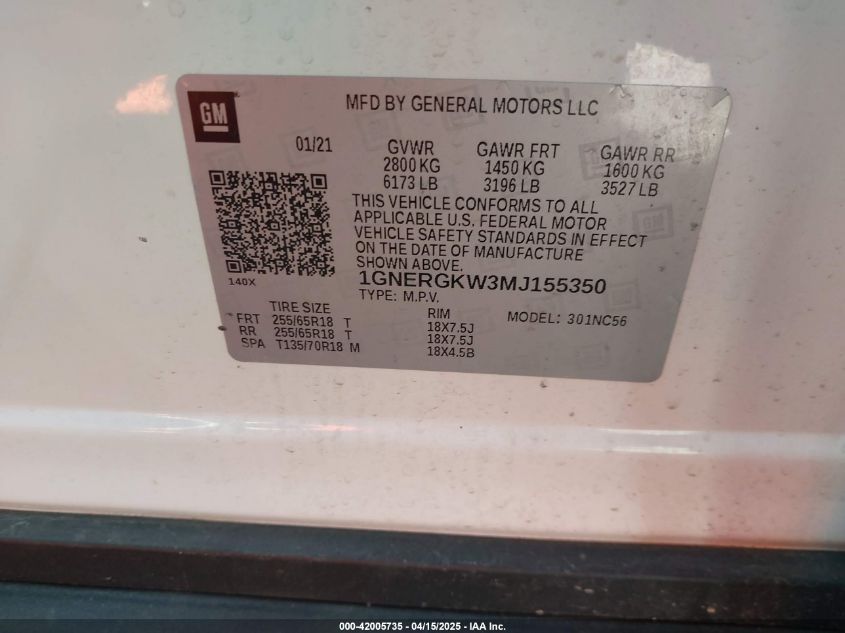 GM
MFD BY GENERAL MOTORS LLC
01/21
GVWR GAWR FRT GAWR RR
2800 KG 1450 KG 1600 KG
6173 LB 3196 LB 3527 LB
THIS VEHICLE CONFORMS TO ALL
APPLICABLE U.S. FEDERAL MOTOR
VEHICLE SAFETY STANDARDS IN EFFECT
ON THE DATE OF MANUFACTURE
SHOWN ABOVE.
140X
1GNERGKW3MJ155350
TYPE: M.P.V.
TIRE SIZE RIM MODEL: 301NC56
FRT 255/65R18 T 18X7.5J
RR 255/65R18 T 18X7.5J
SPA T135/70R18 M 18X4.5B
000-42005735 - 04/15/2025 - IAA Inc.